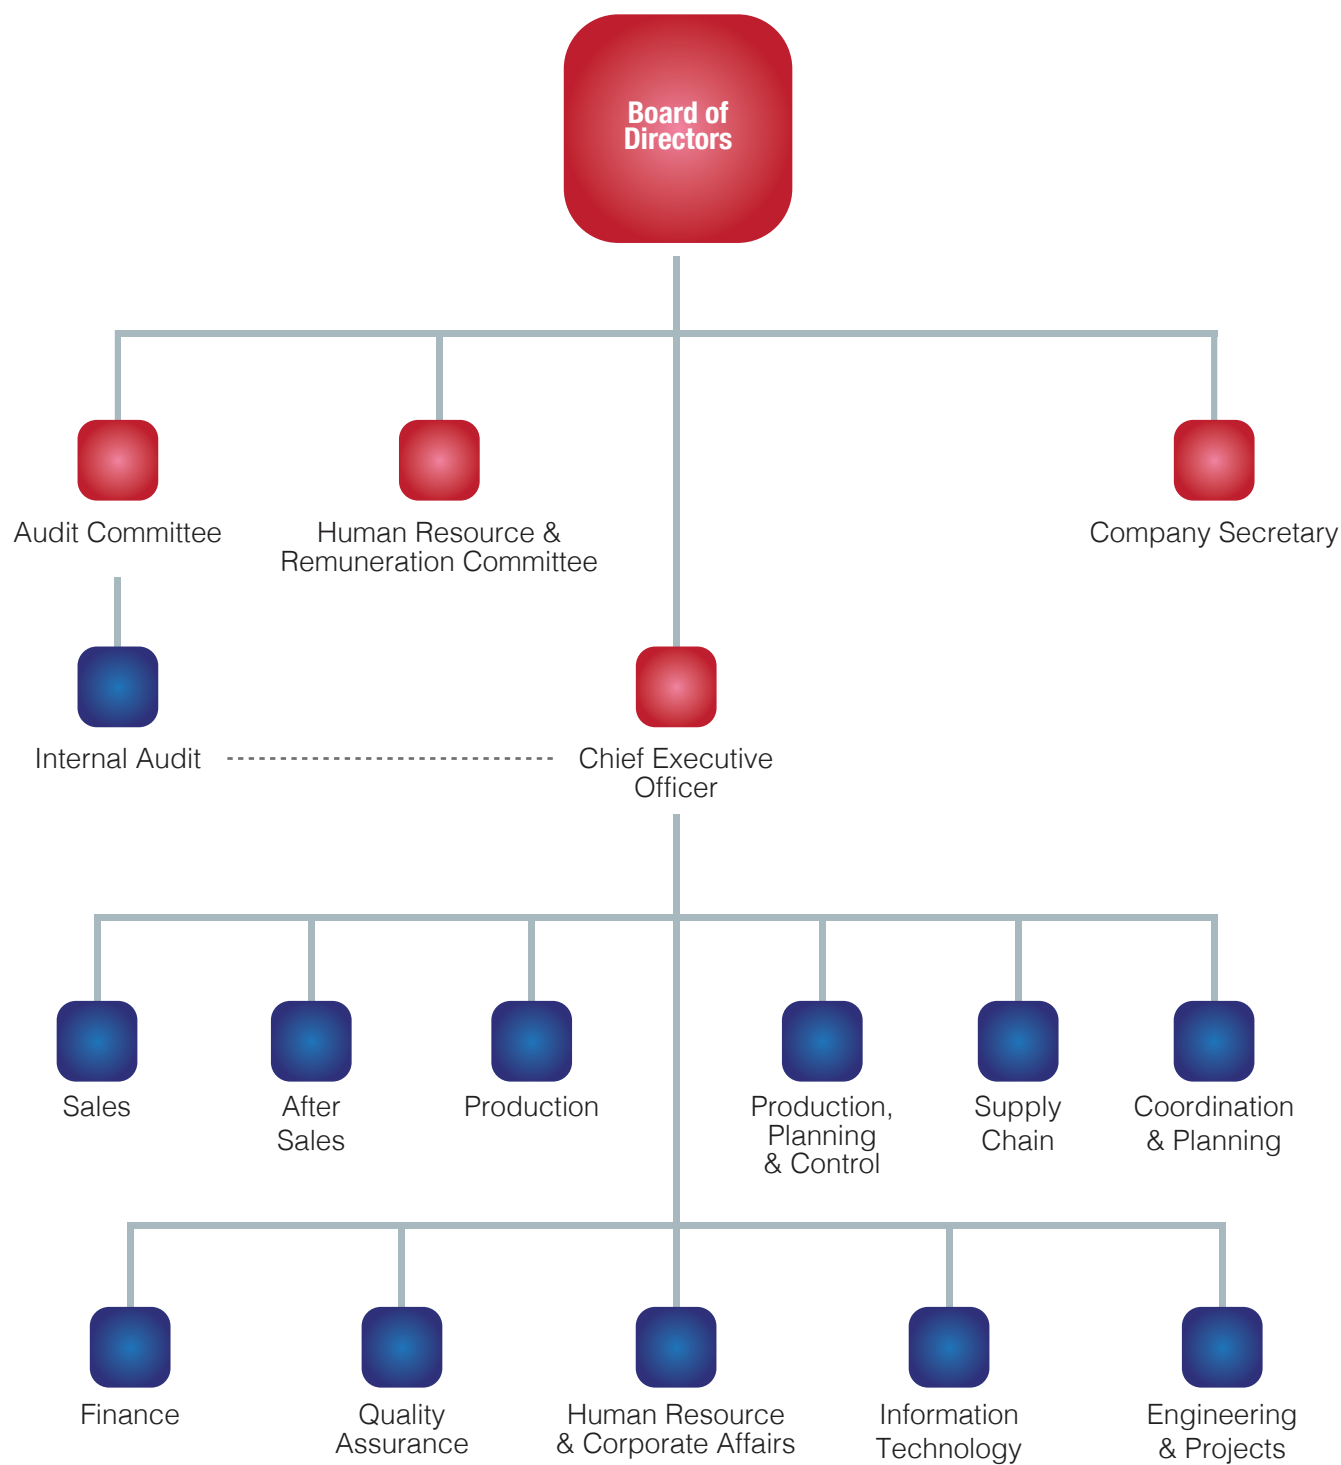 Board of
Directors
Audit Committee
Human Resource &
Remuneration Committee
Company Secretary
Internal Audit
Chief Executive
Officer
Sales
After
Sales
Production
Production,
Planning
& Control
Supply
Chain
Coordination
& Planning
Finance
Quality
Assurance
Human Resource
& Corporate Affairs
Information
Technology
Engineering
& Projects